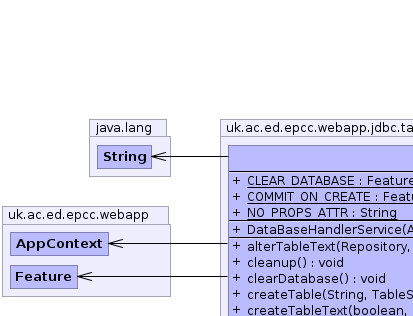 java.lang
String
uk.ac.ed.epcc.webapp
AppContext
Feature
uk.ac.ed.epcc.webapp.jdbc.ta
+ CLEAR_DATABASE : Feature
+ COMMIT_ON_CREATE : Featu
+ NO_PROPS_ATTR : String
+ DataBaseHandlerService(A
+ alterTableText(Repository,
+ cleanup() : void
+ clearDatabase() : void
+ createTable(String, TableS
+ createTableText(boolean,